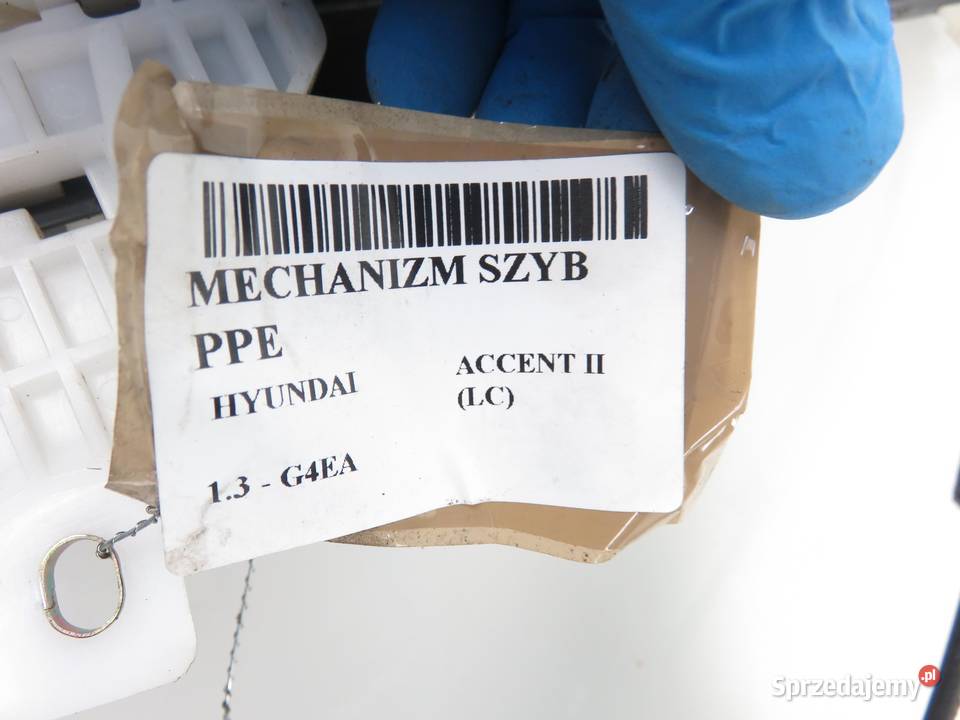 MECHANIZM SZYB
PPE
HYUNDAI
ACCENT II
(LC)
1.3 - G4EA
Sprzedajemy.pl